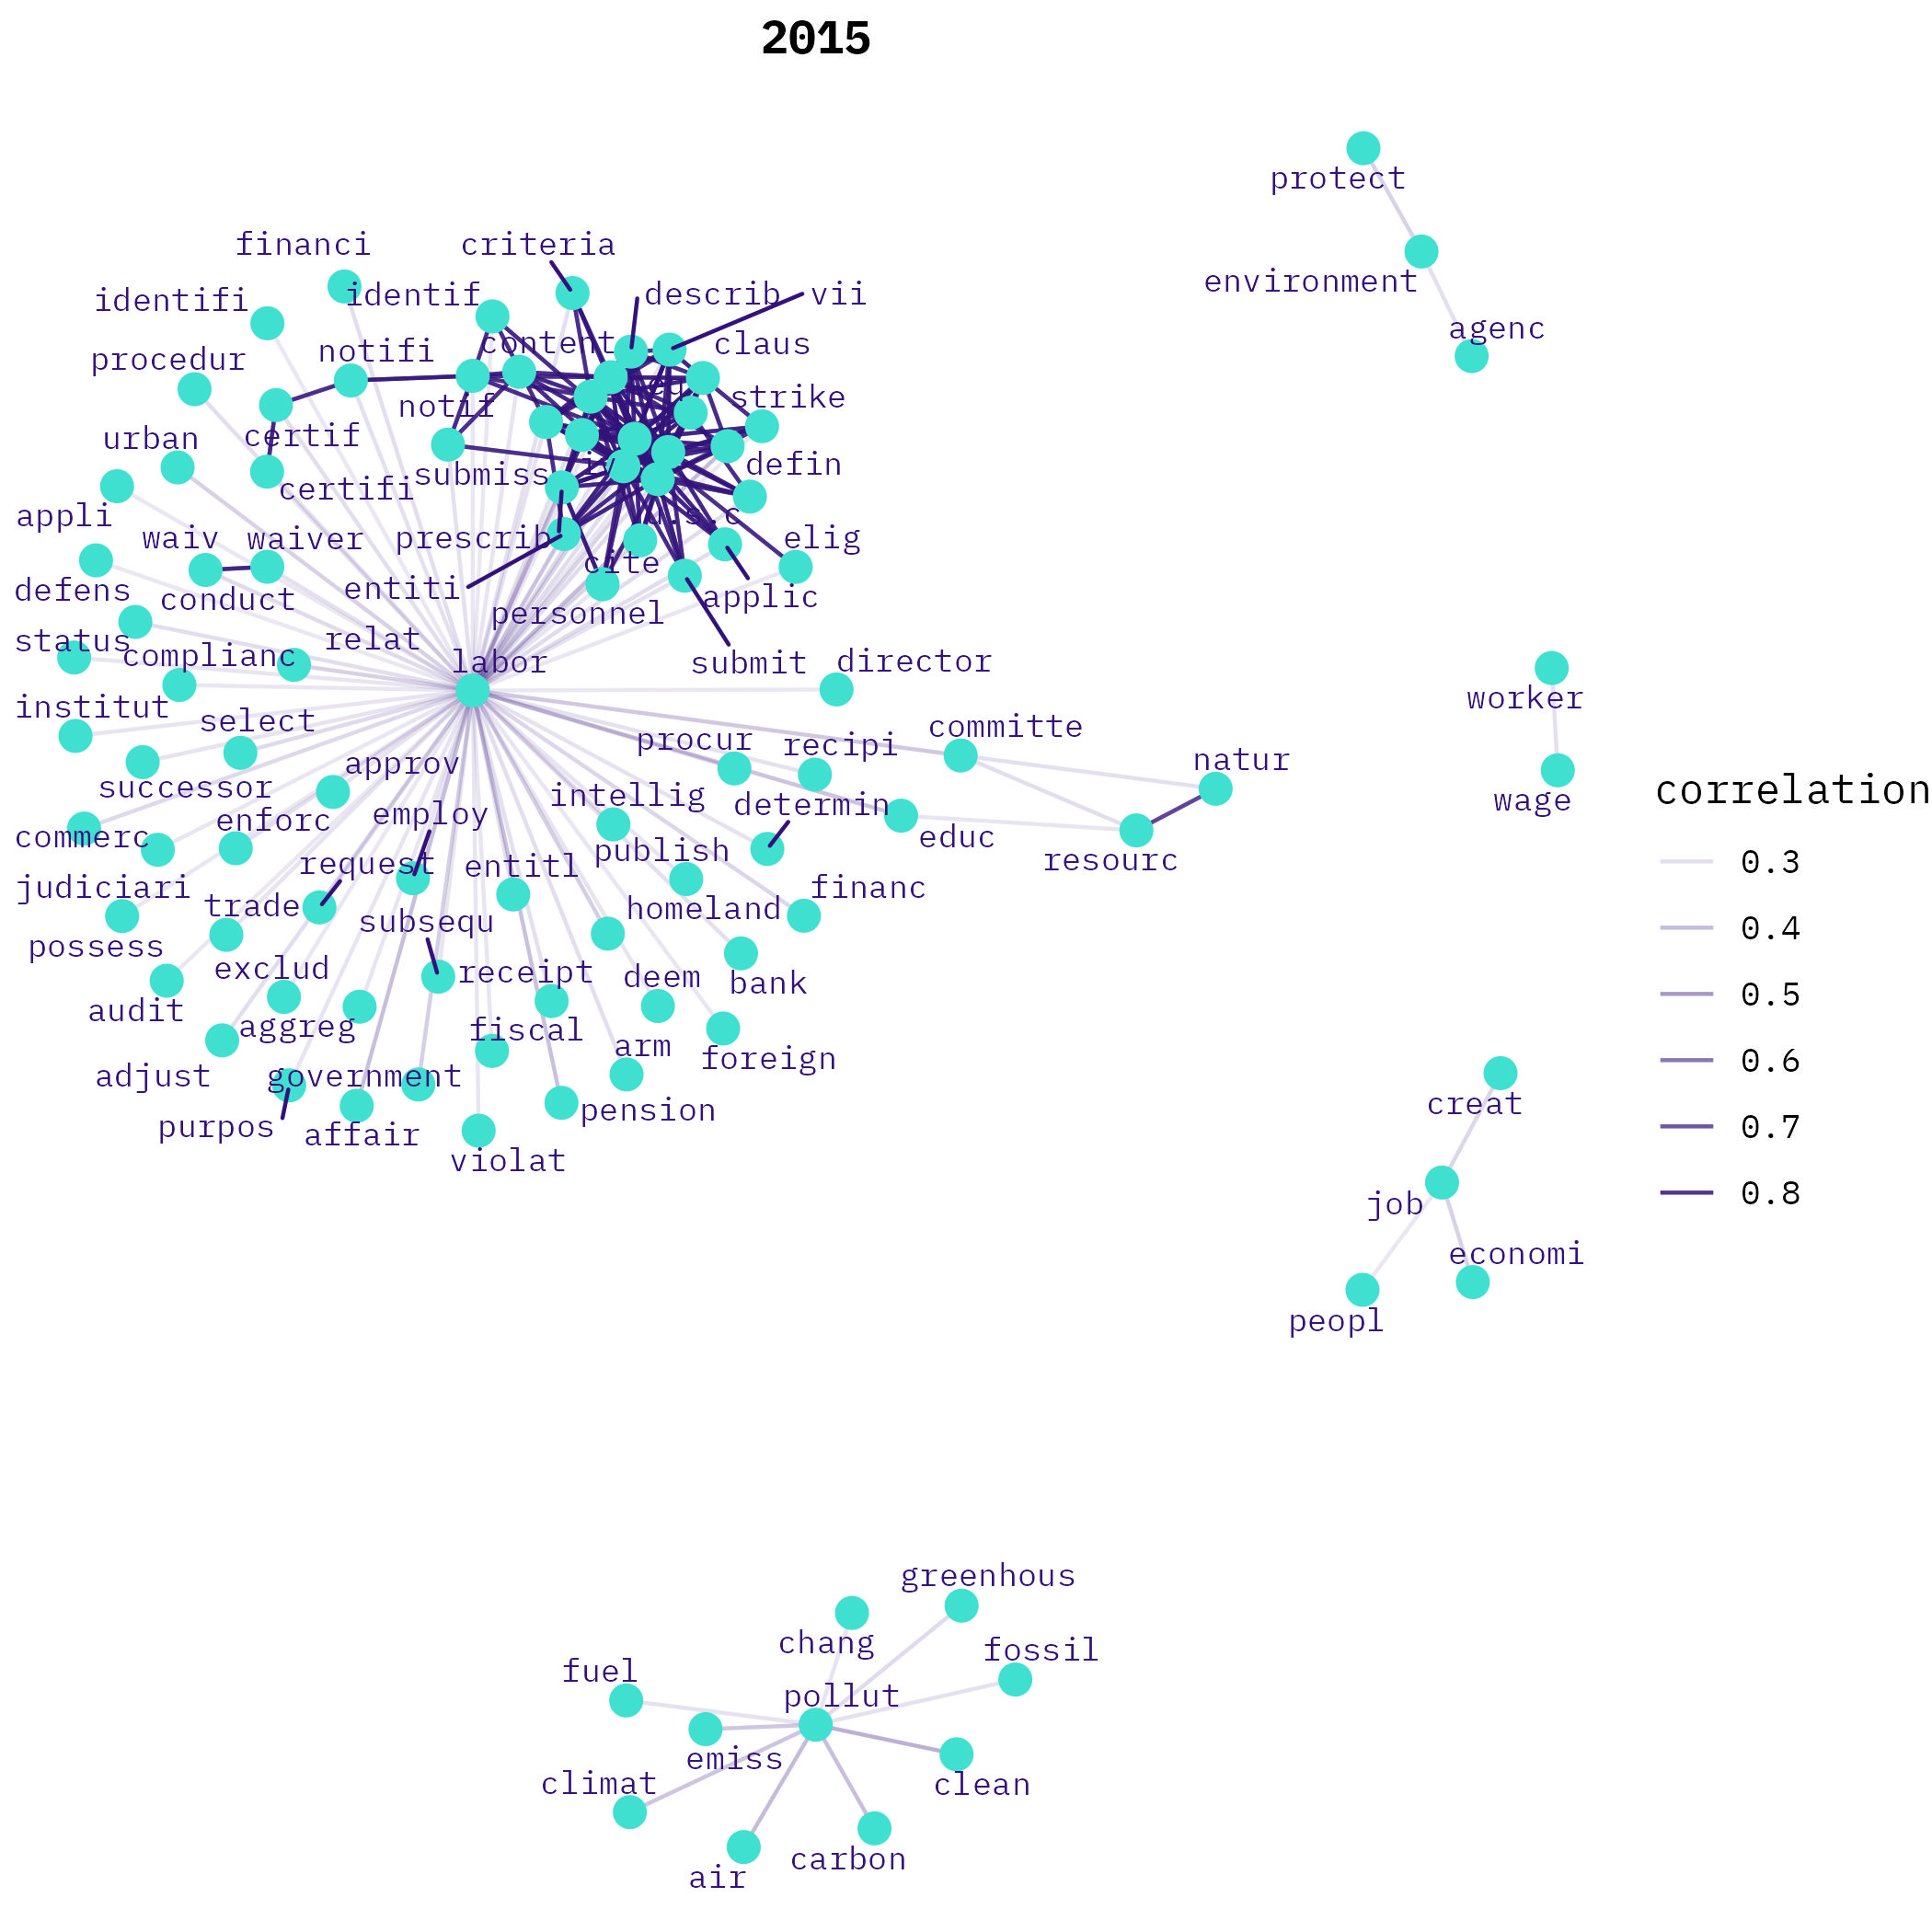 2015
protect
environment
agenc
financi
criteria
identifi
identif
describ
vii
procedur
notifi
content
claus
notif
strike
urban
certif
submiss
iv
defin
certifi
appli
waiv
waiver
prescrib
u.s.c
elig
defens
conduct
entiti
cite
applic
personnel
status
complianc
relat
labor
submit
director
institut
select
procur
recipi
committe
natur
worker
wage
successor
approv
intellig
determin
educ
resourc
commerc
enforc
employ
publish
judiciari
request
entitl
financ
homeland
trade
subsequ
possess
exclud
receipt
deem
bank
audit
aggreg
fiscal
arm
foreign
adjust
government
purpos
affair
pension
violat
correlation
0.3
0.4
0.5
0.6
0.7
0.8
creat
job
economi
peopl
greenhous
chang
fossil
fuel
pollut
emiss
climat
clean
carbon
air